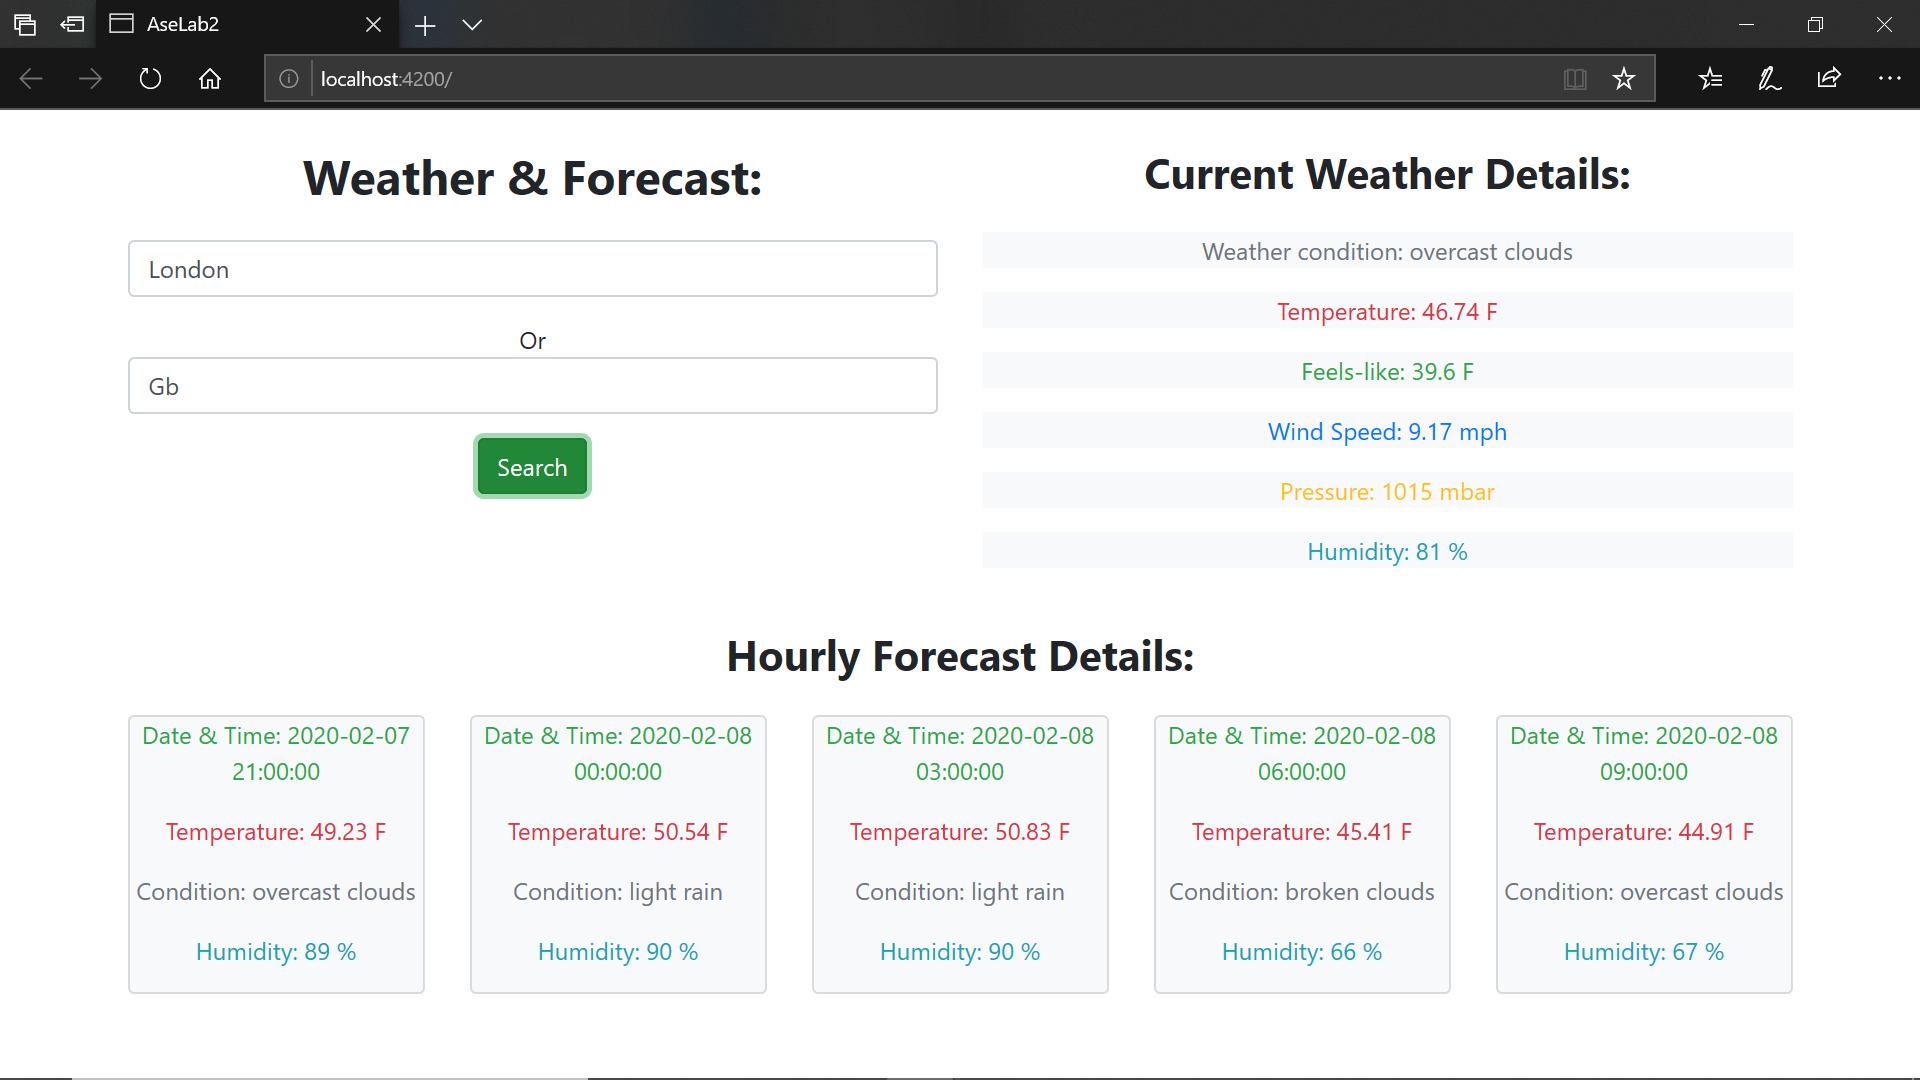 AseLab2
localhost:4200/
Weather & Forecast:
London
Or
Gb
Search
Current Weather Details:
Weather condition: overcast clouds
Temperature: 46.74 F
Feels-like: 39.6 F
Wind Speed: 9.17 mph
Pressure: 1015 mbar
Humidity: 81 %
Hourly Forecast Details:
Date & Time: 2020-02-07
21:00:00
Temperature: 49.23 F
Condition: overcast clouds
Humidity: 89 %
Date & Time: 2020-02-08
00:00:00
Temperature: 50.54 F
Condition: light rain
Humidity: 90 %
Date & Time: 2020-02-08
03:00:00
Temperature: 50.83 F
Condition: light rain
Humidity: 90 %
Date & Time: 2020-02-08
06:00:00
Temperature: 45.41 F
Condition: broken clouds
Humidity: 66 %
Date & Time: 2020-02-08
09:00:00
Temperature: 44.91 F
Condition: overcast clouds
Humidity: 67 %